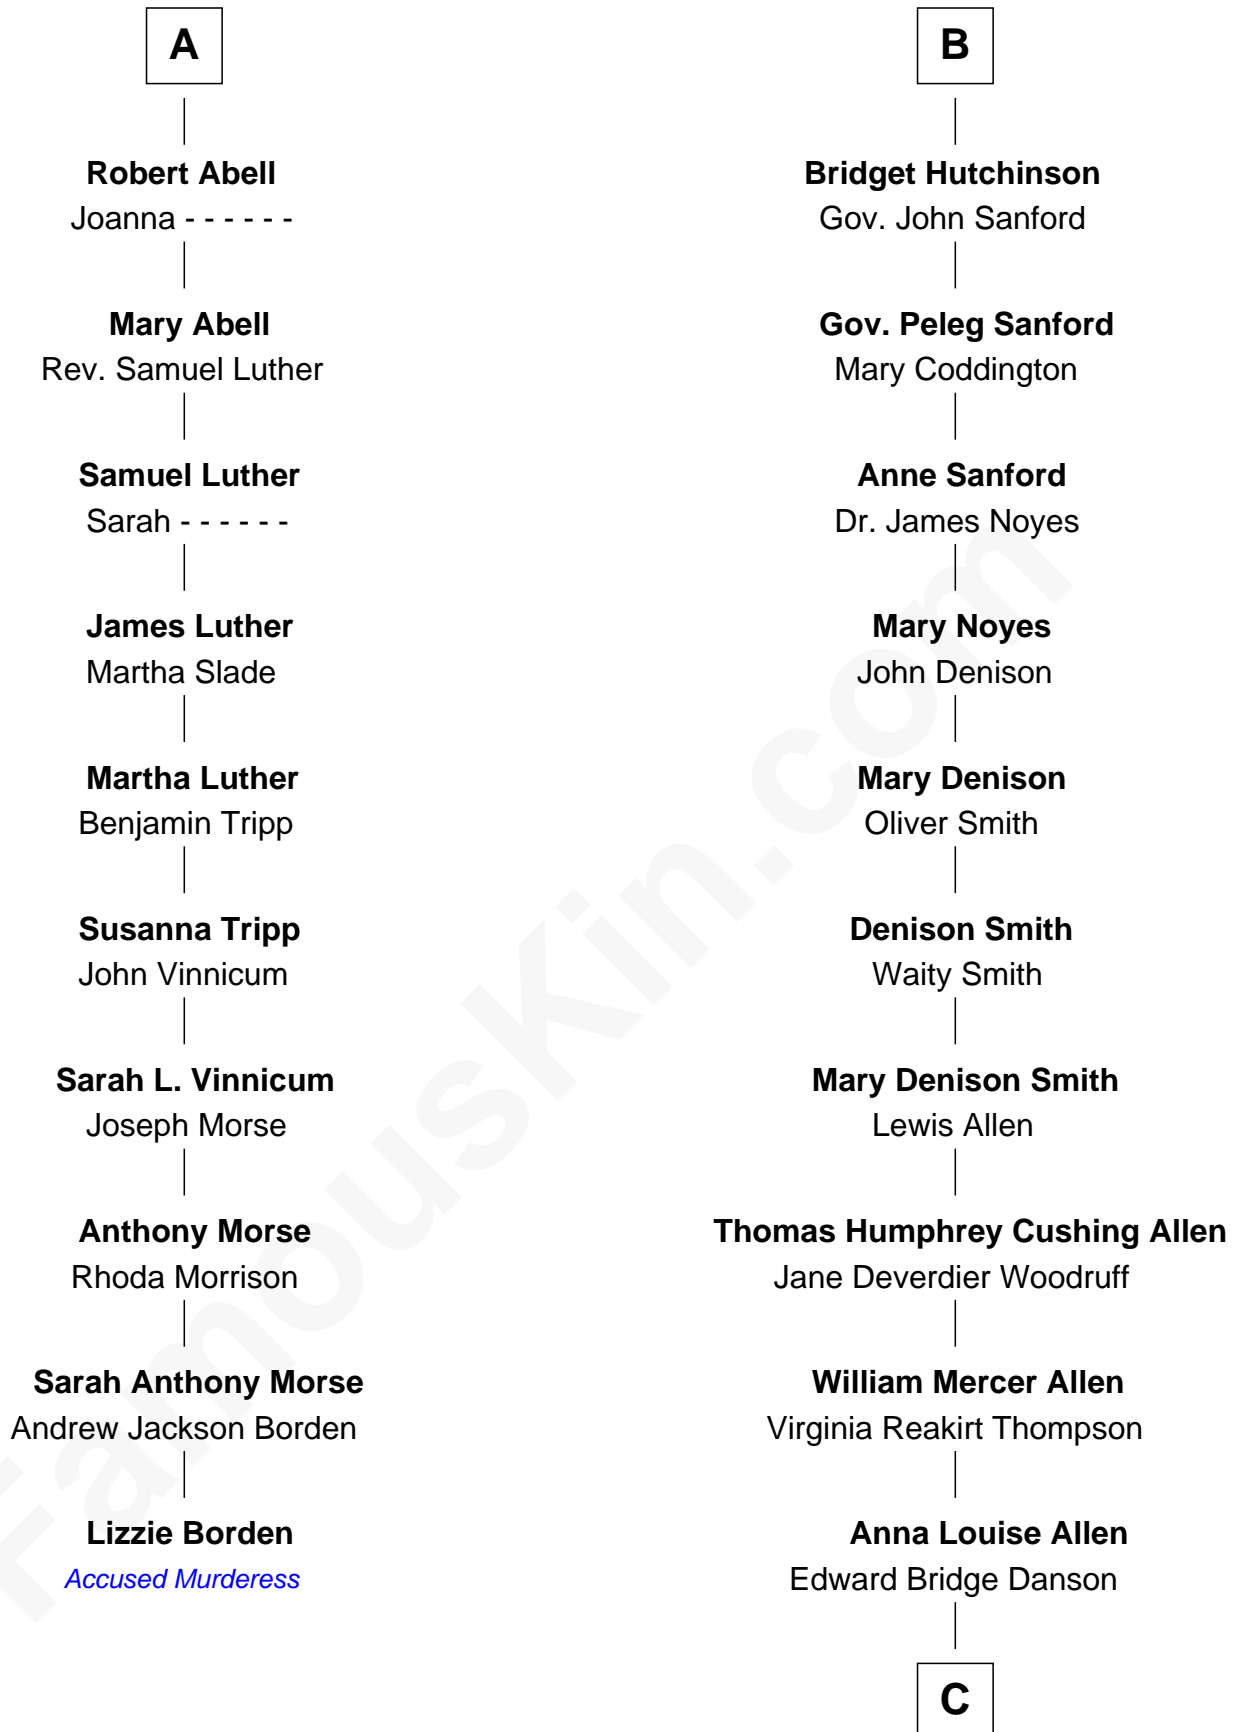 A
Robert Abell
Joanna - - - - - -
Mary Abell
Rev. Samuel Luther
Samuel Luther
Sarah - - - - - -
James Luther
Martha Slade
Martha Luther
Benjamin Tripp
Susanna Tripp
John Vinnicum
Sarah L. Vinnicum
Joseph Morse
Anthony Morse
Rhoda Morrison
Sarah Anthony Morse
Andrew Jackson Borden
Lizzie Borden
Accused Murderess
B
Bridget Hutchinson
Gov. John Sanford
Gov. Peleg Sanford
Mary Coddington
Anne Sanford
Dr. James Noyes
Mary Noyes
John Denison
Mary Denison
Oliver Smith
Denison Smith
Waity Smith
Mary Denison Smith
Lewis Allen
Thomas Humphrey Cushing Allen
Jane Deverdier Woodruff
William Mercer Allen
Virginia Reakirt Thompson
Anna Louise Allen
Edward Bridge Danson
C
FamousKin.com